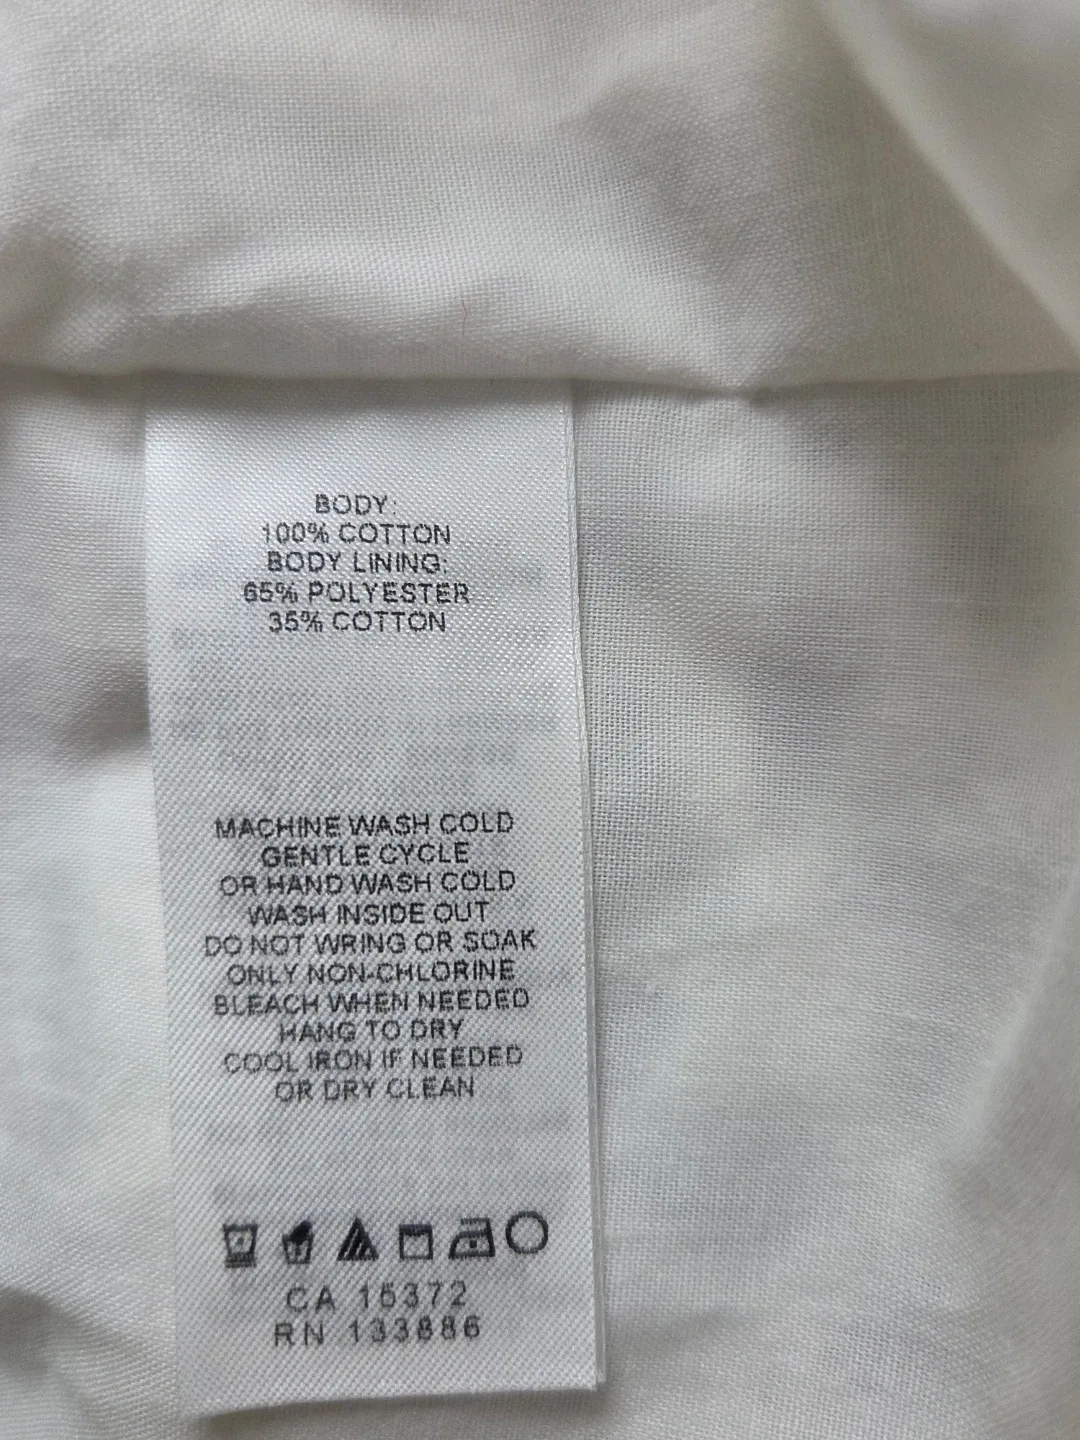 BODY:
100% COTTON
BODY LINING:
65% POLYESTER
35% COTTON
MACHINE WASH COLD
GENTLE CYCLE
OR HAND WASH COLD
WASH INSIDE OUT
DO NOT WRING OR SOAK
ONLY NON-CHLORINE
BLEACH WHEN NEEDED
HANG TO DRY
COOL IRON IF NEEDED
OR DRY CLEAN
CA 15372
RN 133886